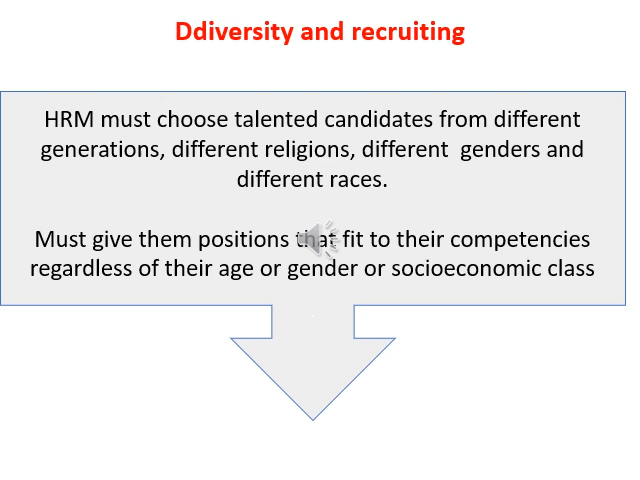 Ddiversity and recruiting
HRM must choose talented candidates from different
generations, different religions, different  genders and
different races.
Must give them positions that fit to their competencies
regardless of their age or gender or socioeconomic class